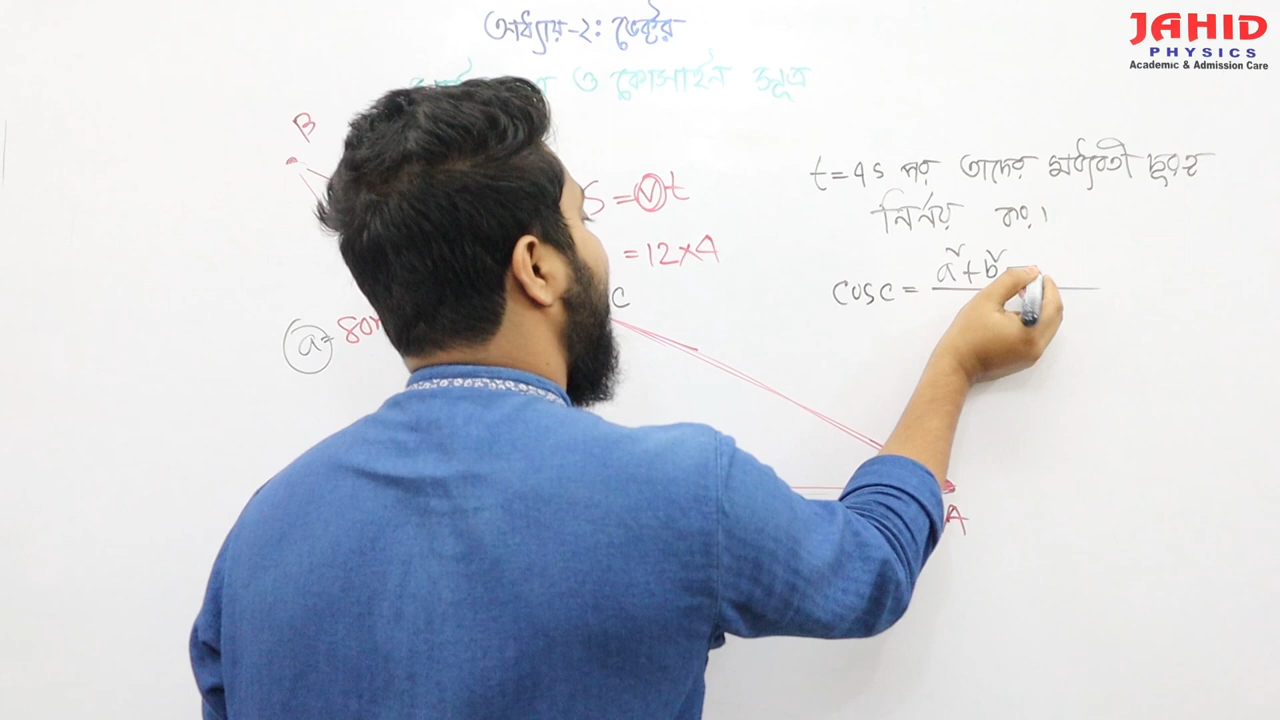 JAHID
PHYSICS
Academic & Admission Care
অধ্যায়-২: ভেক্টর
ও কোসাইন সূত্র
B
S = Vt
= 12×4
C
a = 80
t = 4s পর তাদের মধ্যবর্তী দূরত্ব
নির্ণয় কর।
cosc = a²+b²
A